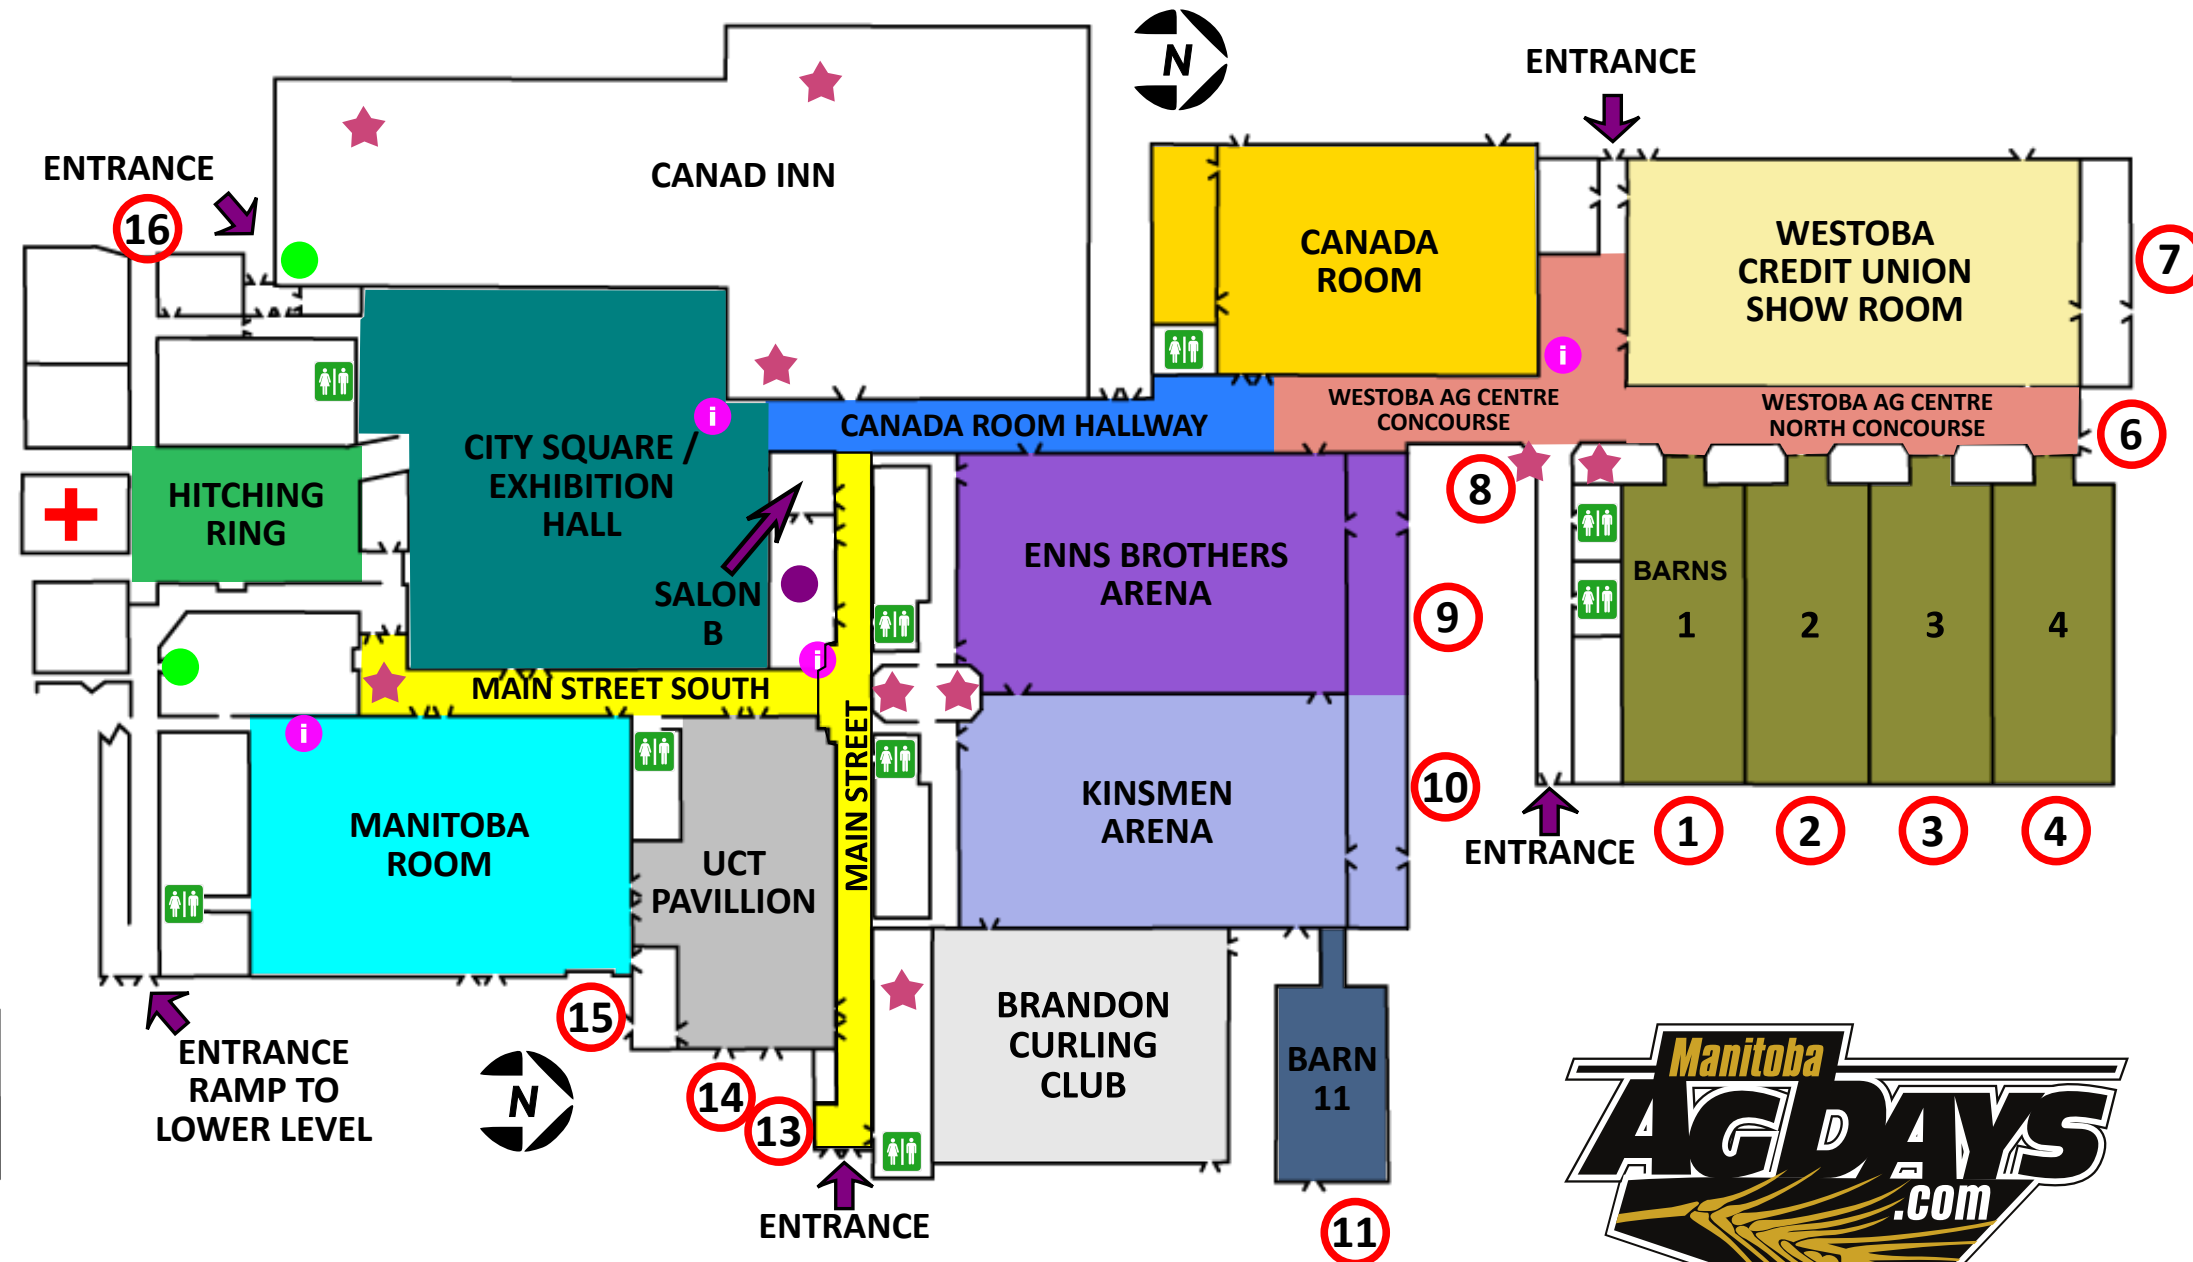 N
ENTRANCE
ENTRANCE
16
CANAD INN
CANADA
ROOM
WESTOBA
CREDIT UNION
SHOW ROOM
7
i
i
WESTOBA AG CENTRE
CONCOURSE
WESTOBA AG CENTRE
NORTH CONCOURSE
6
CANADA ROOM HALLWAY
CITY SQUARE /
EXHIBITION
HALL
HITCHING
RING
8
ENNS BROTHERS
ARENA
SALON
B
9
BARNS
1
2
3
4
i
MAIN STREET SOUTH
MAIN STREET
i
MANITOBA
ROOM
UCT
PAVILLION
KINSMEN
ARENA
10
ENTRANCE
1
2
3
4
15
14
13
BRANDON
CURLING
CLUB
BARN
11
ENTRANCE
RAMP TO
LOWER LEVEL
N
ENTRANCE
11
Manitoba
AGDAYS
.com